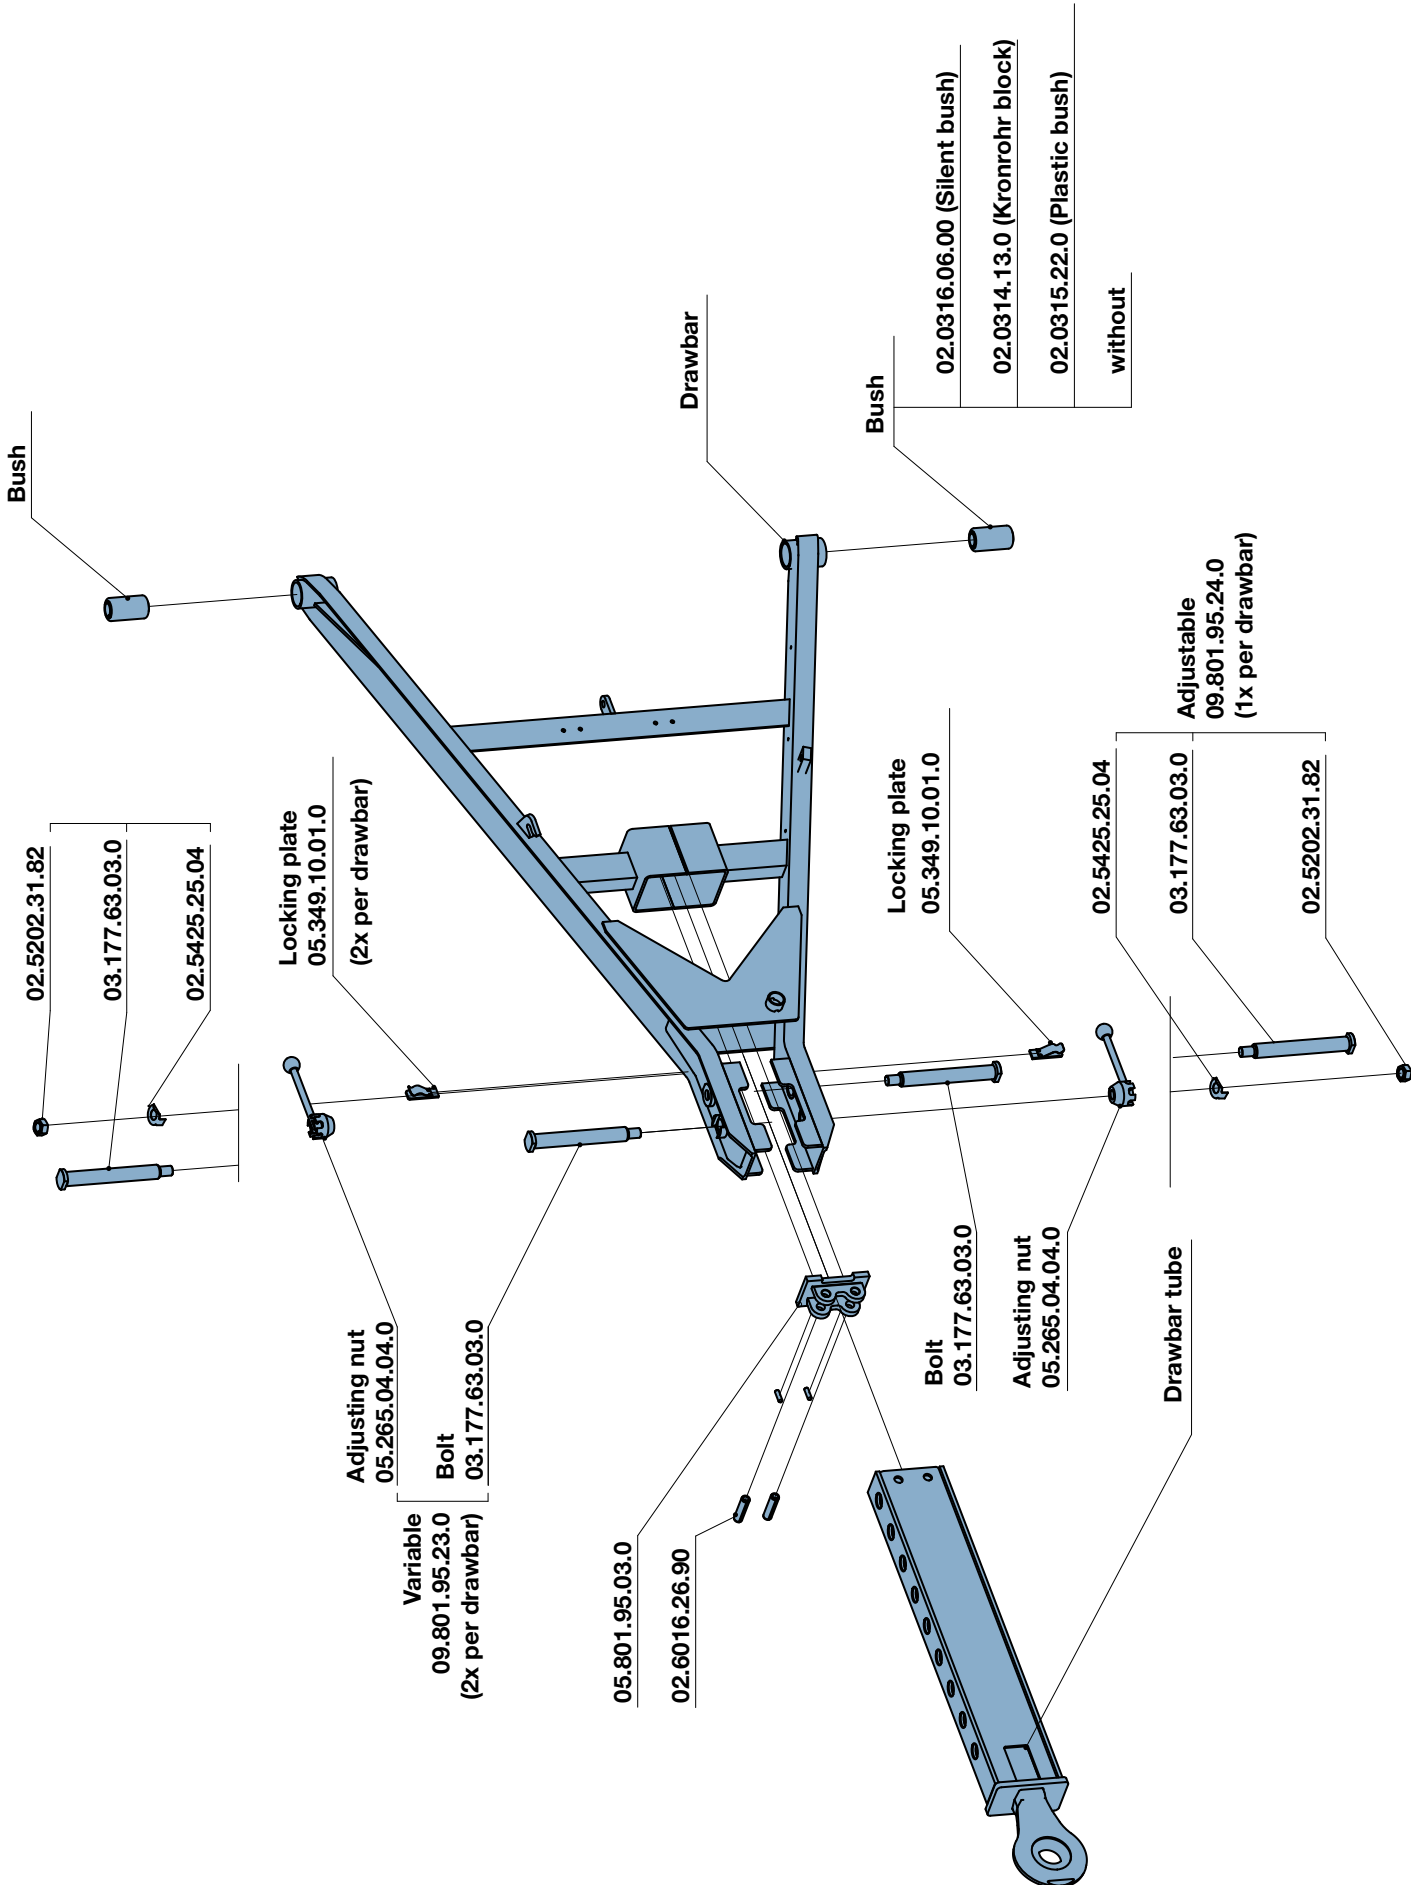 Bush
02.5202.31.82
03.177.63.03.0
02.5425.25.04
Locking plate
05.349.10.01.0
(2x per drawbar)
Adjusting nut
05.265.04.04.0
Bolt
03.177.63.03.0
Variable
09.801.95.23.0
(2x per drawbar)
05.801.95.03.0
02.6016.26.90
Drawbar
Bush
02.0316.06.00 (Silent bush)
02.0314.13.0 (Kronrohr block)
02.0315.22.0 (Plastic bush)
without
Locking plate
05.349.10.01.0
Bolt
03.177.63.03.0
Adjusting nut
05.265.04.04.0
Adjustable
09.801.95.24.0
(1x per drawbar)
02.5425.25.04
03.177.63.03.0
02.5202.31.82
Drawbar tube